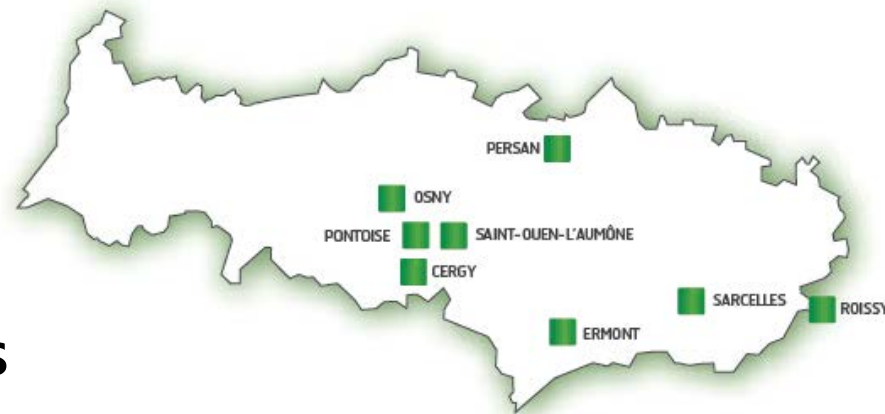 PERSAN
OSNY
PONTOISE
SAINT-OUEN-L'AUMÔNE
CERGY
SARCELLES
ROISSY
ERMONT
s